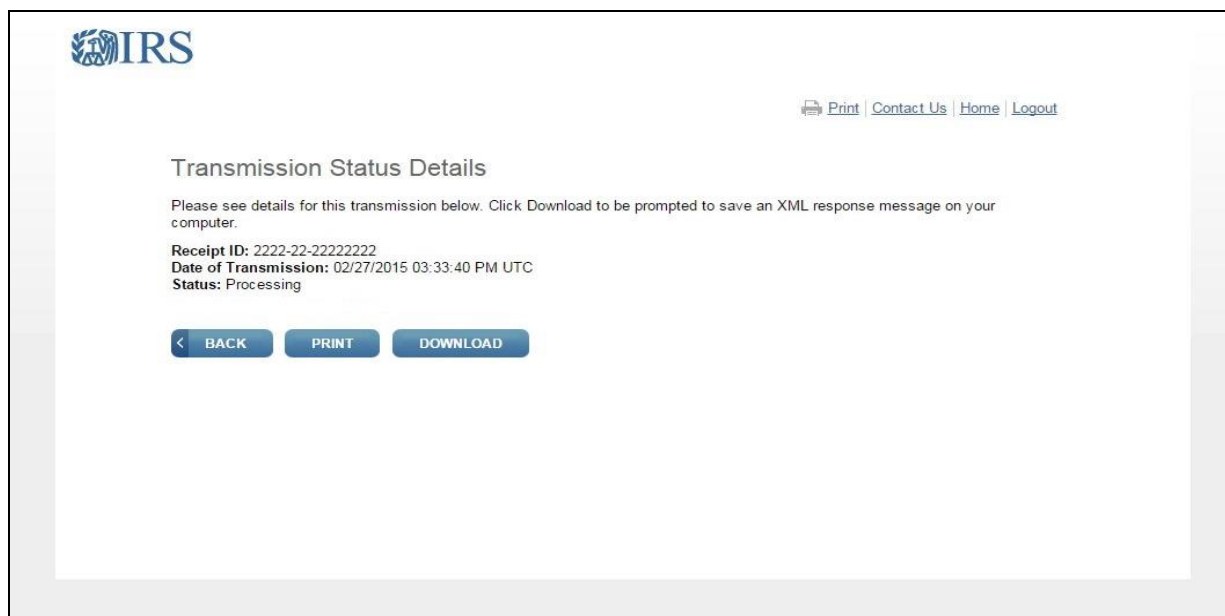 IRS
Print | Contact Us | Home | Logout
Transmission Status Details
Please see details for this transmission below. Click Download to be prompted to save an XML response message on your
computer.
Receipt ID: 2222-22-22222222
Date of Transmission: 02/27/2015 03:33:40 PM UTC
Status: Processing
< BACK PRINT DOWNLOAD